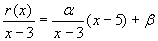 r(x)/(x − 3) = α/(x − 3) (x − 5) + β